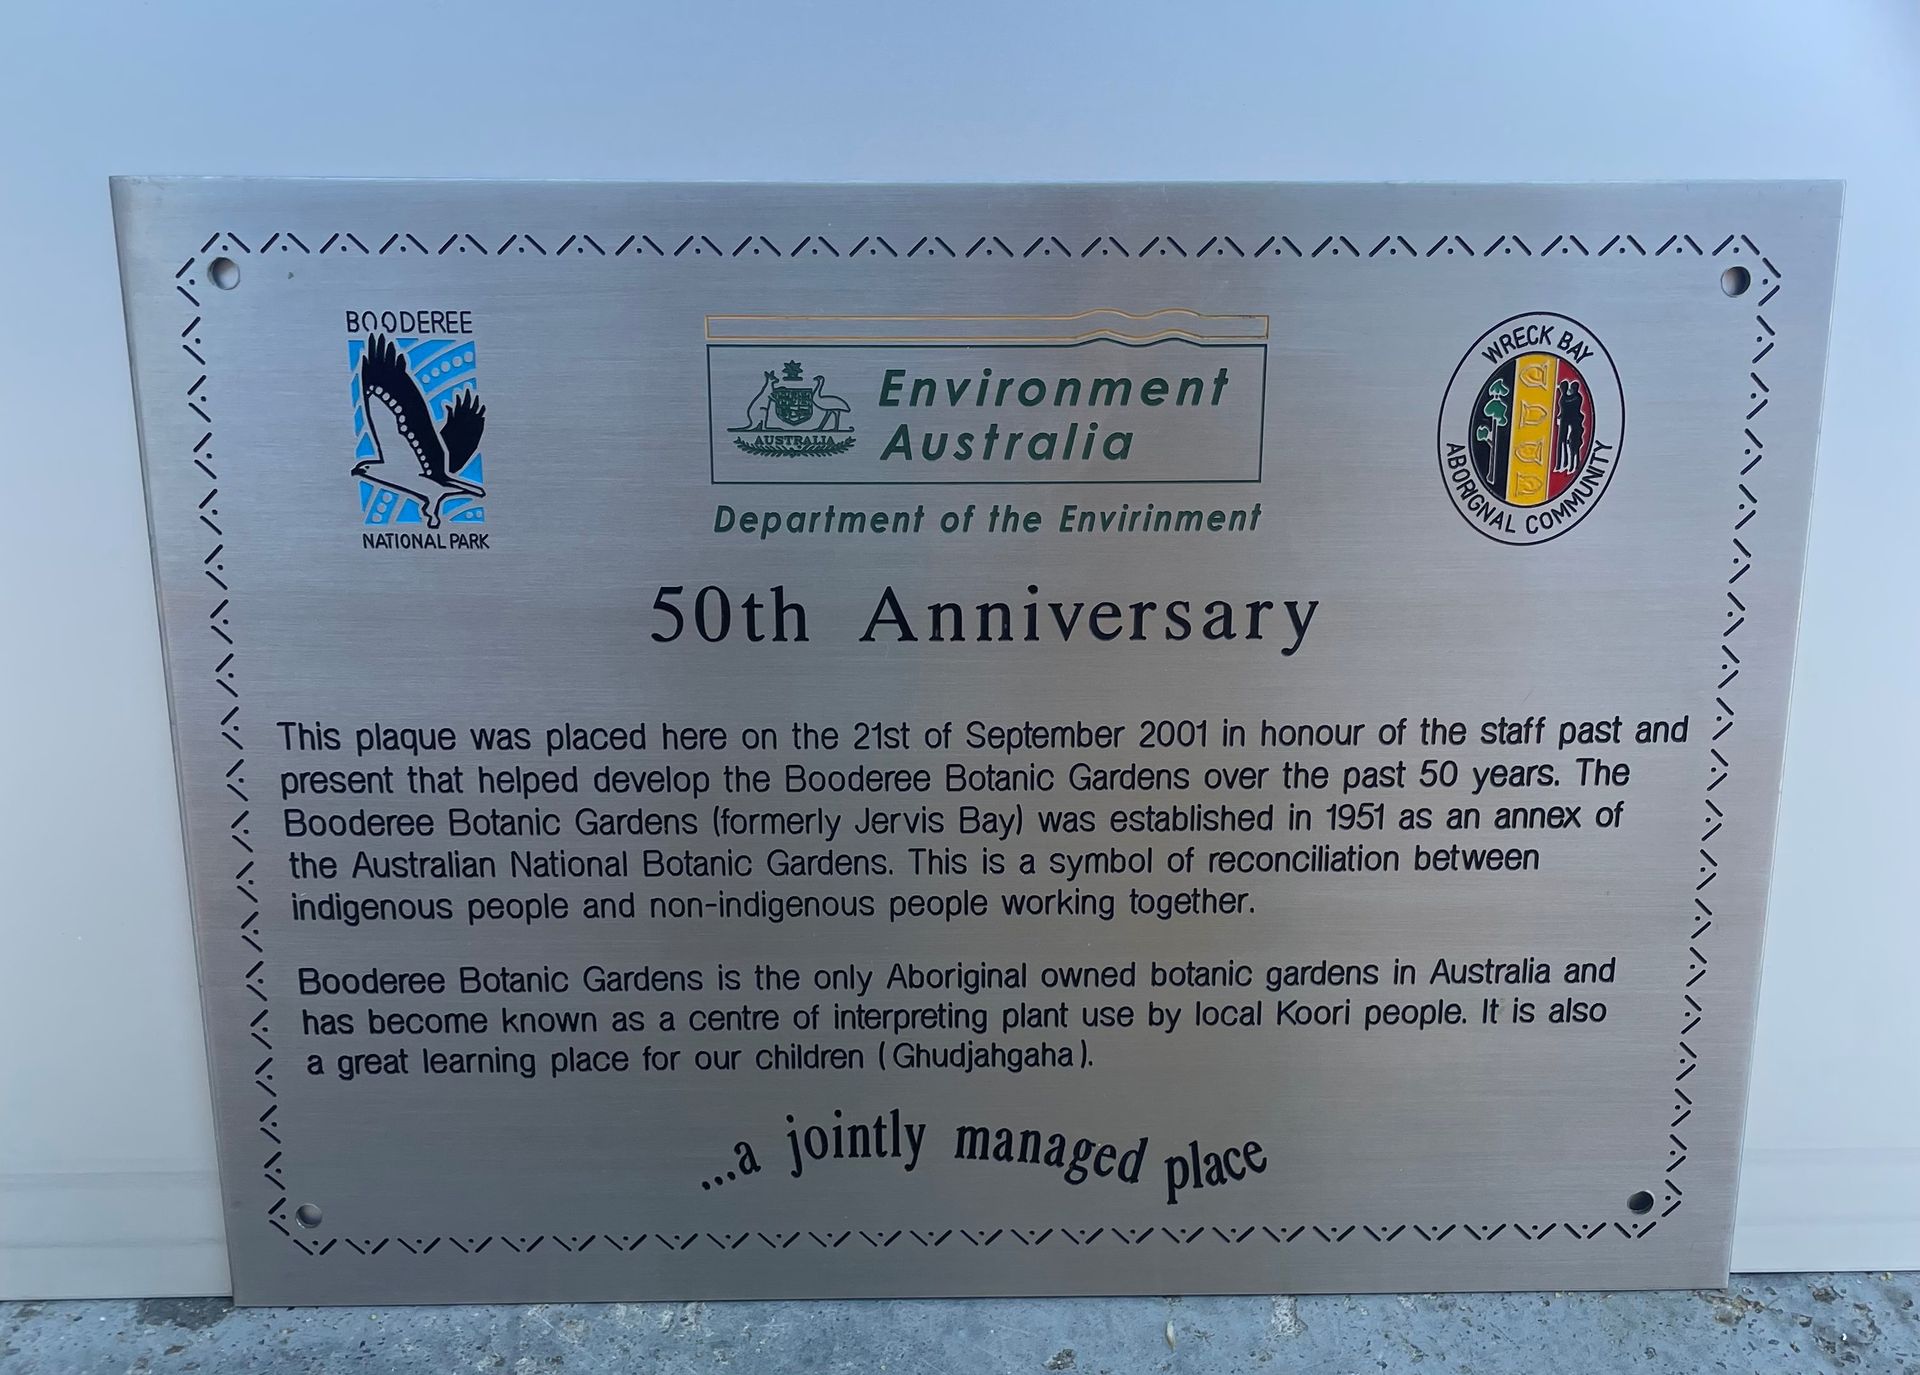 BOODEREE
NATIONAL PARK
AUSTRALIA
Environment
Australia
Department of the Envirinment
WRECK BAY
ABORIGNAL COMMUNITY
50th Anniversary
This plaque was placed here on the 21st of September 2001 in honour of the staff past and
present that helped develop the Booderee Botanic Gardens over the past 50 years. The
Booderee Botanic Gardens (formerly Jervis Bay) was established in 1951 as an annex of
the Australian National Botanic Gardens. This is a symbol of reconciliation between
indigenous people and non-indigenous people working together.
Booderee Botanic Gardens is the only Aboriginal owned botanic gardens in Australia and
has become known as a centre of interpreting plant use by local Koori people. It is also
a great learning place for our children (Ghudjahgaha).
...a jointly managed place